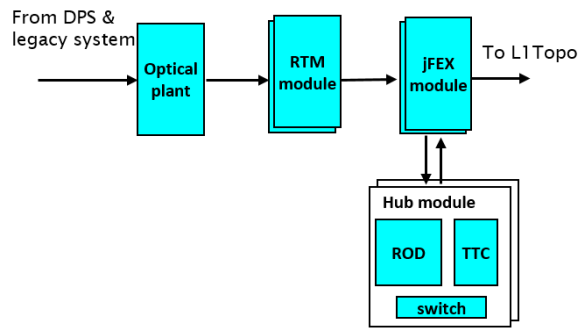 From DPS &
legacy system
Optical
plant
RTM
module
jFEX
module
To L1Topo
Hub module
ROD
TTC
switch